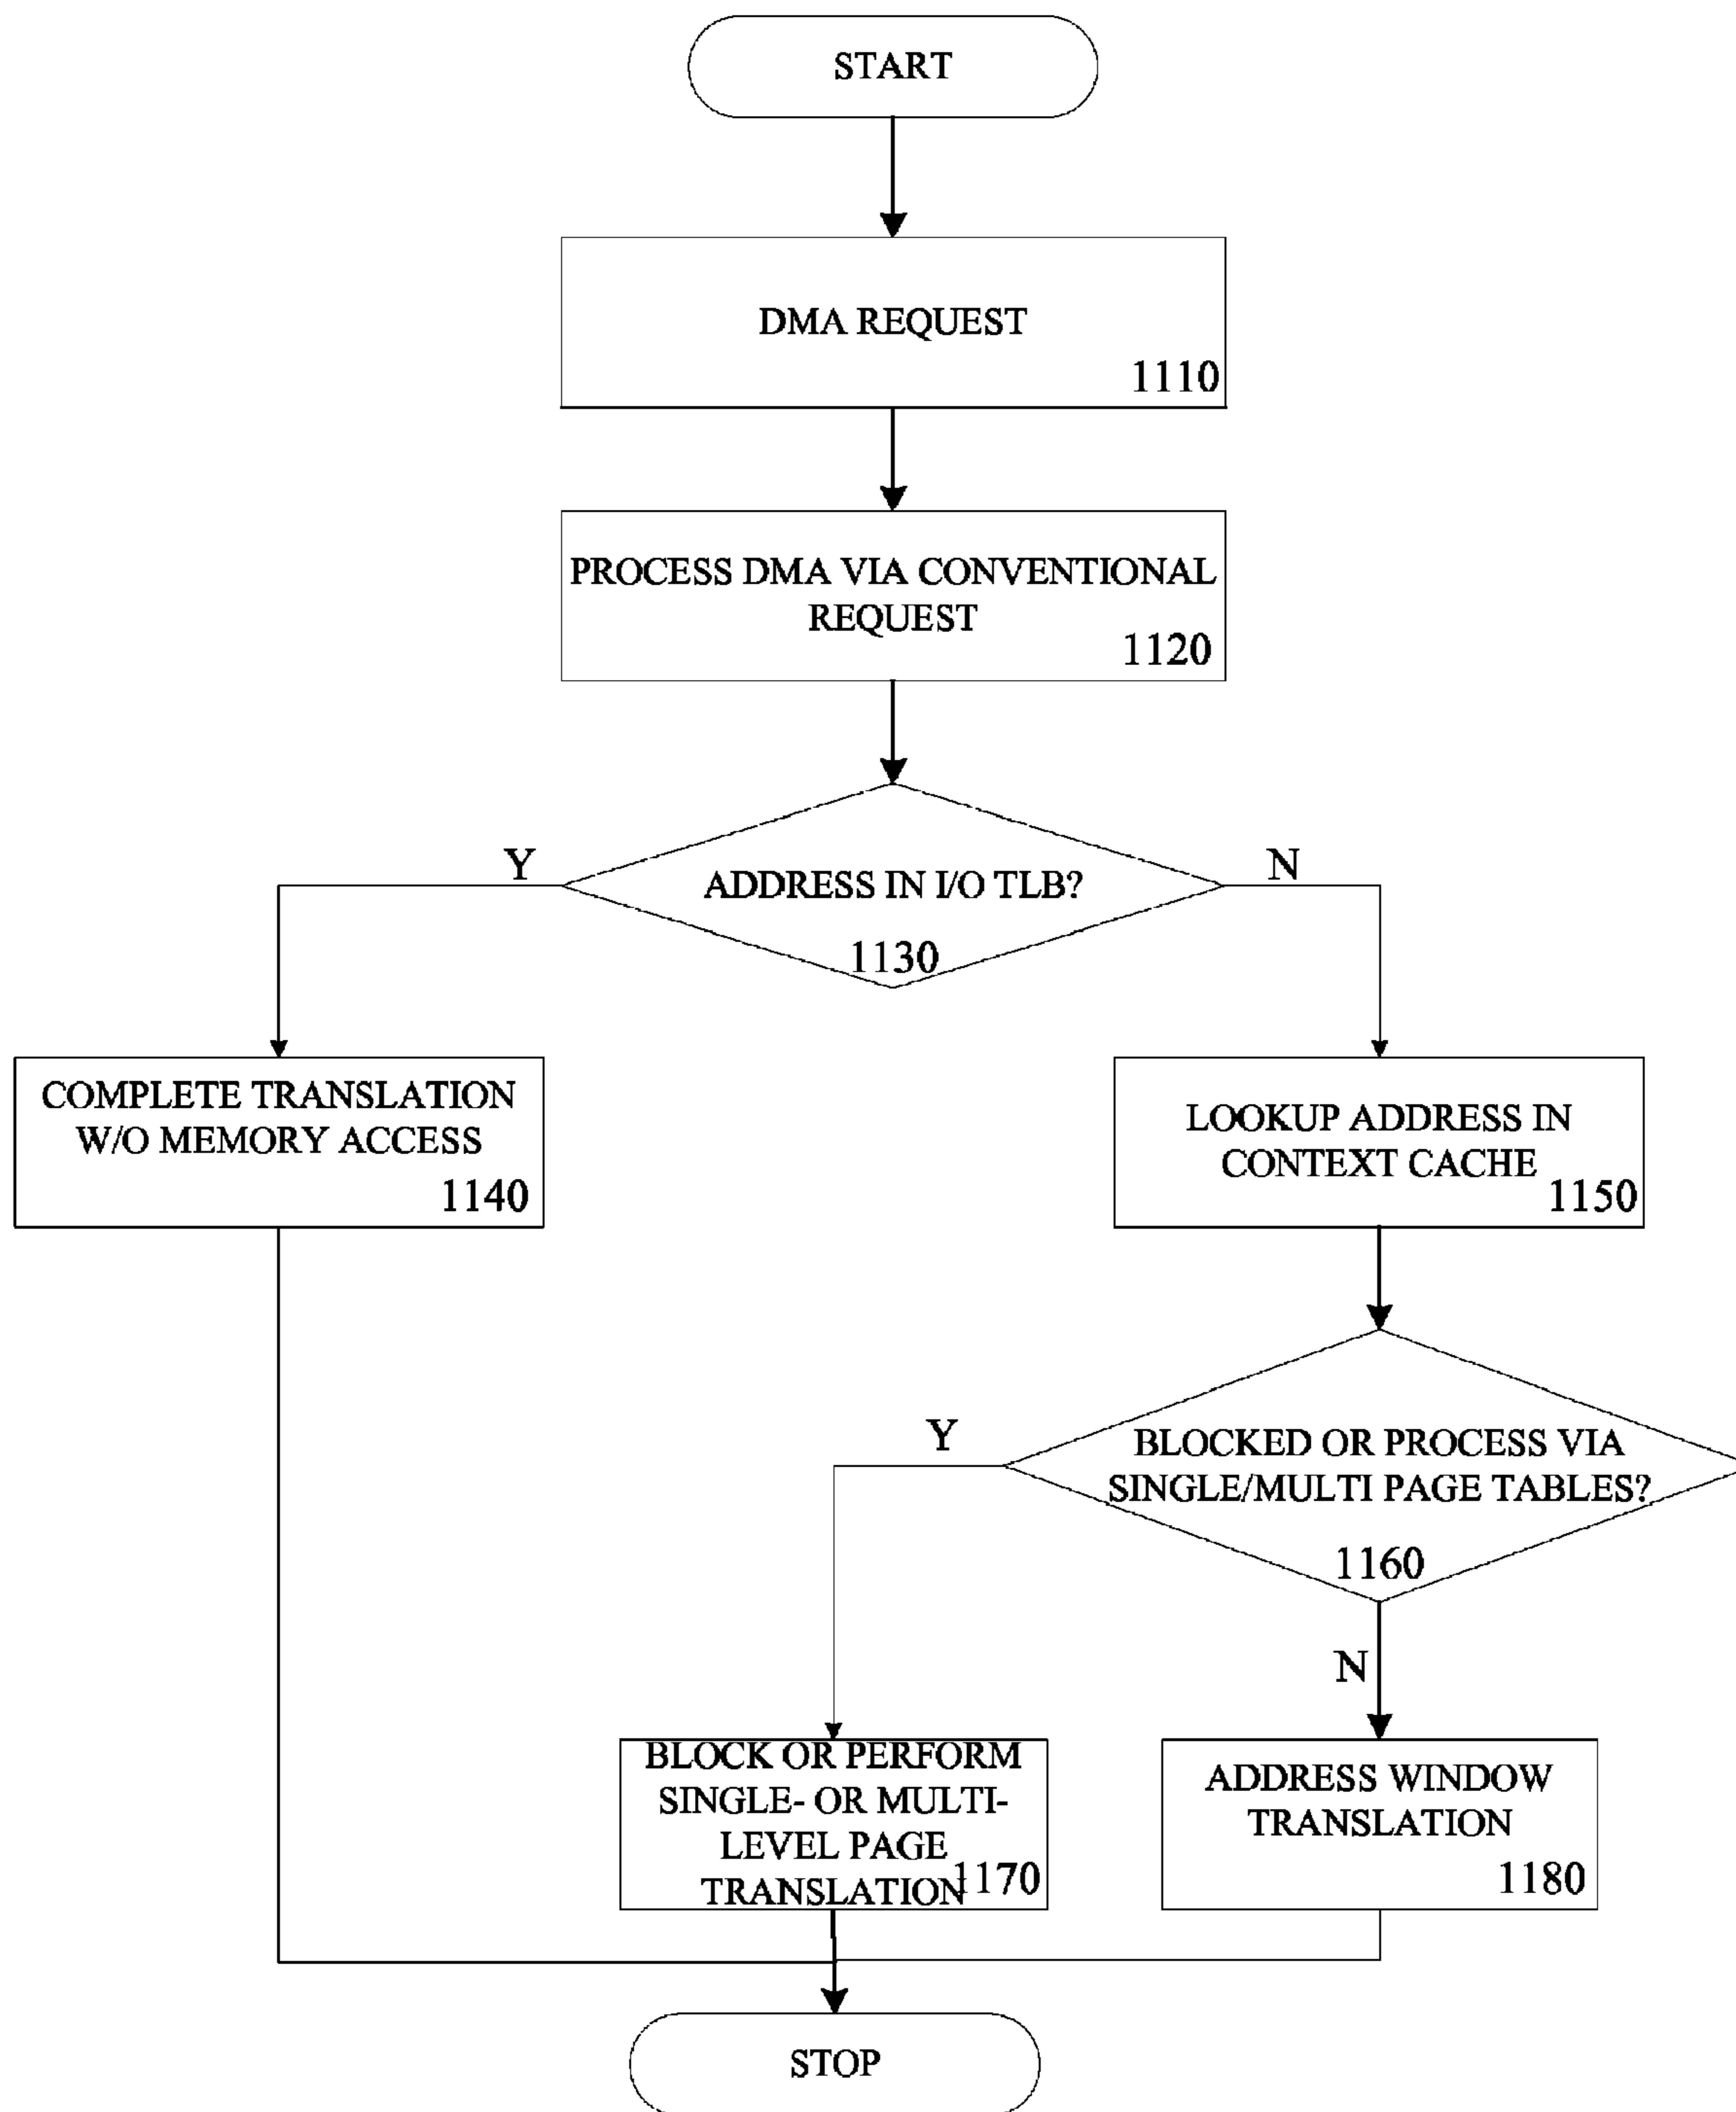 START
DMA REQUEST
1110
PROCESS DMA VIA CONVENTIONAL
REQUEST
1120
Y
N
ADDRESS IN I/O TLB?
1130
COMPLETE TRANSLATION
W/O MEMORY ACCESS
1140
LOOKUP ADDRESS IN
CONTEXT CACHE
1150
Y
BLOCKED OR PROCESS VIA
SINGLE/MULTI PAGE TABLES?
1160
N
BLOCK OR PERFORM
SINGLE- OR MULTI-
LEVEL PAGE
TRANSLATION
1170
ADDRESS WINDOW
TRANSLATION
1180
STOP